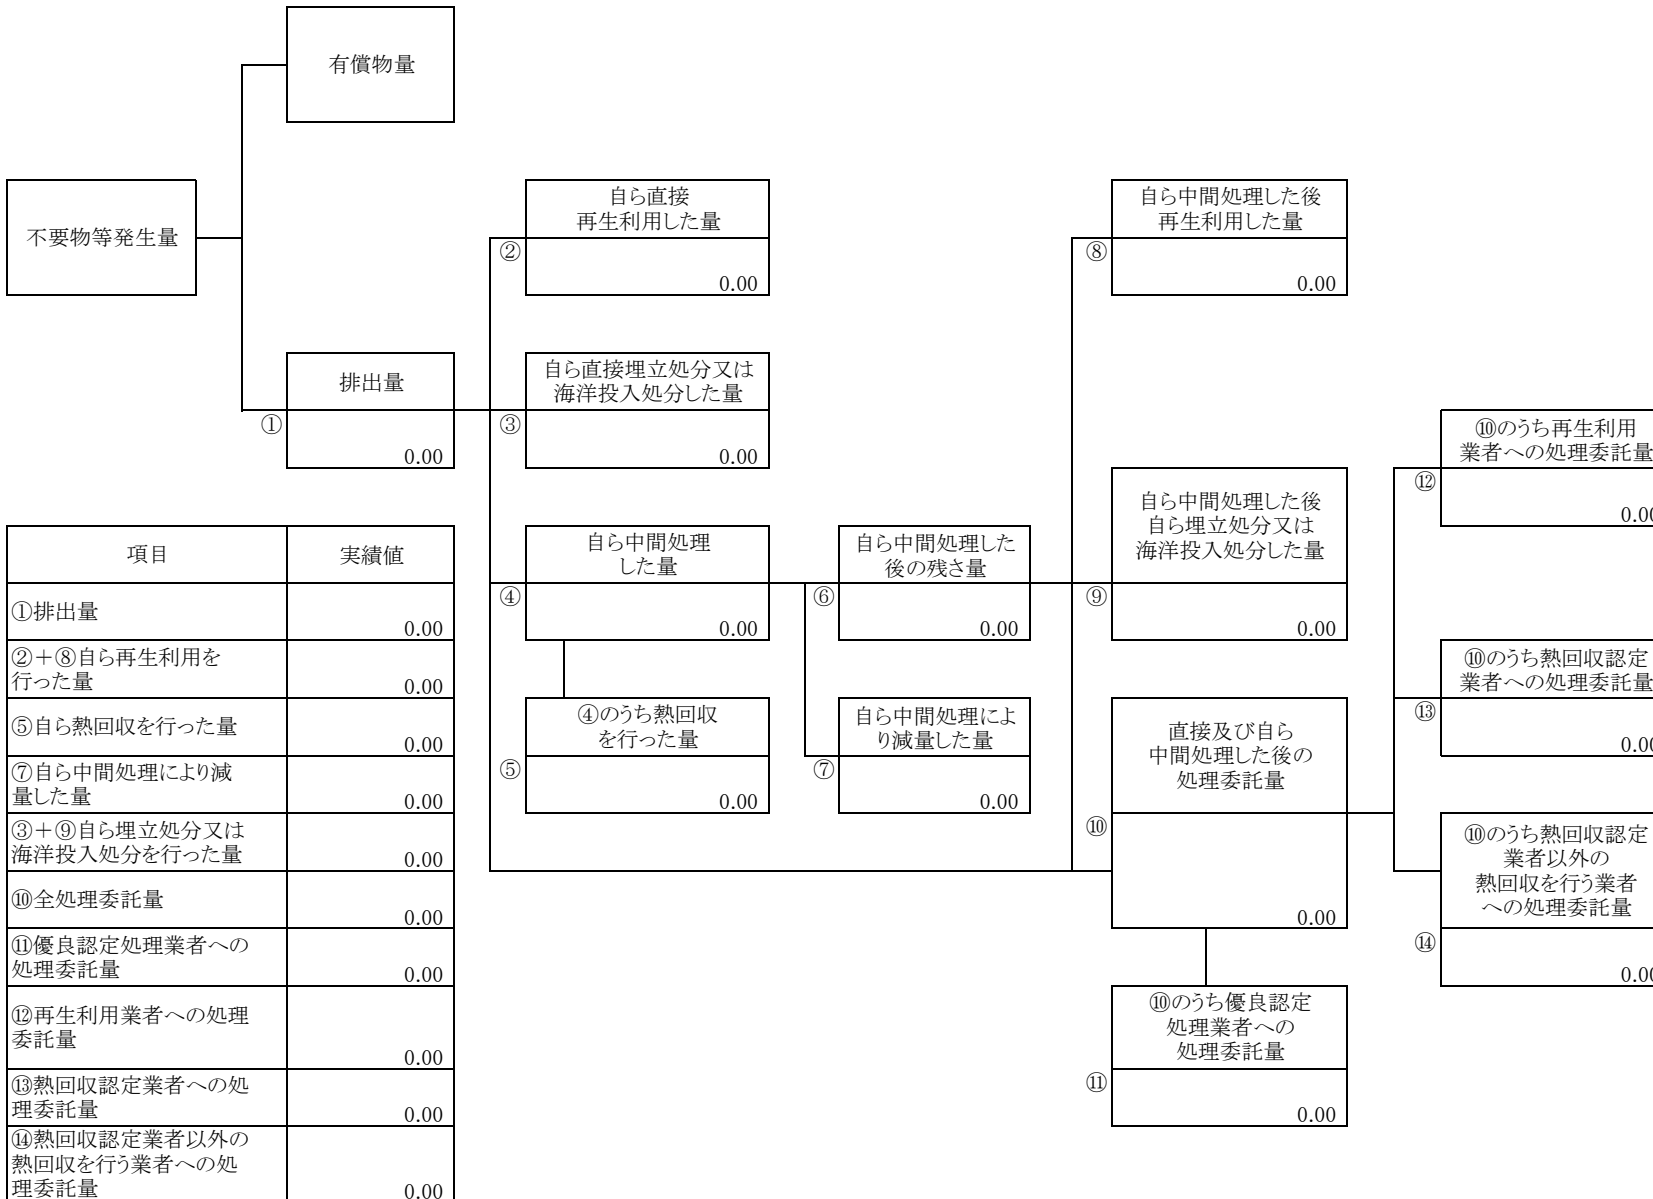 有償物量
不要物等発生量
自ら直接
再生利用した量
②
0.00
自ら中間処理した後
再生利用した量
⑧
0.00
排出量
①
0.00
自ら直接埋立処分又は
海洋投入処分した量
③
0.00
⑩のうち再生利用
業者への処理委託量
⑫
0.00
自ら中間処理した後
自ら埋立処分又は
海洋投入処分した量
⑨
0.00
自ら中間処理
した量
④
0.00
自ら中間処理した
後の残さ量
⑥
0.00
⑩のうち熱回収認定
業者への処理委託量
⑬
0.00
④のうち熱回収
を行った量
⑤
0.00
自ら中間処理によ
り減量した量
⑦
0.00
直接及び自ら
中間処理した後の
処理委託量
⑩
0.00
⑩のうち熱回収認定
業者以外の
熱回収を行う業者
への処理委託量
⑭
0.00
⑩のうち優良認定
処理業者への
処理委託量
⑪
0.00
項目
実績値
①排出量
0.00
②＋⑧自ら再生利用を
行った量
0.00
⑤自ら熱回収を行った量
0.00
⑦自ら中間処理により減
量した量
0.00
③＋⑨自ら埋立処分又は
海洋投入処分を行った量
0.00
⑩全処理委託量
0.00
⑪優良認定処理業者への
処理委託量
0.00
⑫再生利用業者への処理
委託量
0.00
⑬熱回収認定業者への処
理委託量
0.00
⑭熱回収認定業者以外の
熱回収を行う業者への処
理委託量
0.00